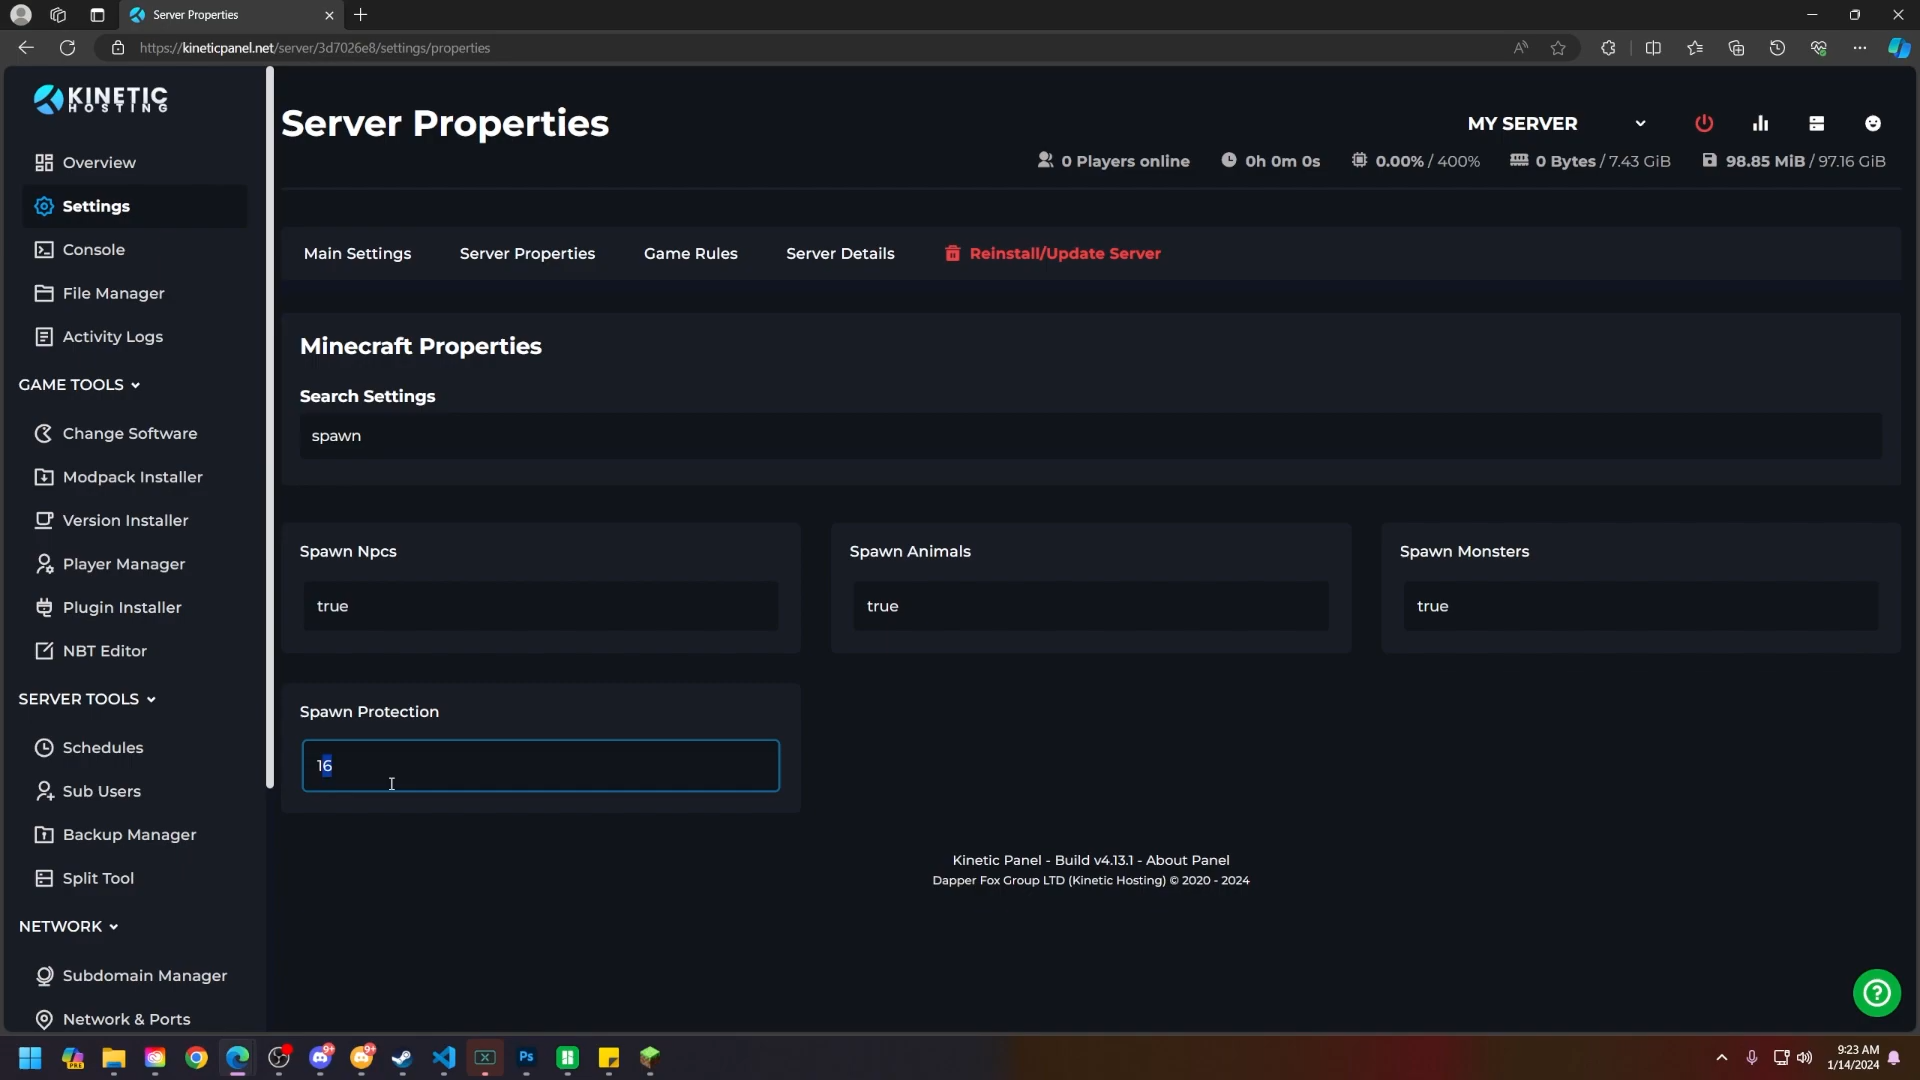 Server Properties
https://kineticpanel.net/server/3d7026e8/settings/properties
KINETIC
HOSTING
Server Properties
MY SERVER
0 Players online
0h 0m 0s
0.00% / 400%
0 Bytes / 7.43 GiB
98.85 MiB / 97.16 GiB
Overview
Settings
Console
File Manager
Activity Logs
GAME TOOLS
Change Software
Modpack Installer
Version Installer
Player Manager
Plugin Installer
NBT Editor
SERVER TOOLS
Schedules
Sub Users
Backup Manager
Split Tool
NETWORK
Subdomain Manager
Network & Ports
Main Settings
Server Properties
Game Rules
Server Details
Reinstall/Update Server
Minecraft Properties
Search Settings
spawn
Spawn Npcs
true
Spawn Animals
true
Spawn Monsters
true
Spawn Protection
16
Kinetic Panel - Build v4.13.1 - About Panel
Dapper Fox Group LTD (Kinetic Hosting) © 2020 - 2024
PRE
9+
9+
Ps
9:23 AM
1/14/2024